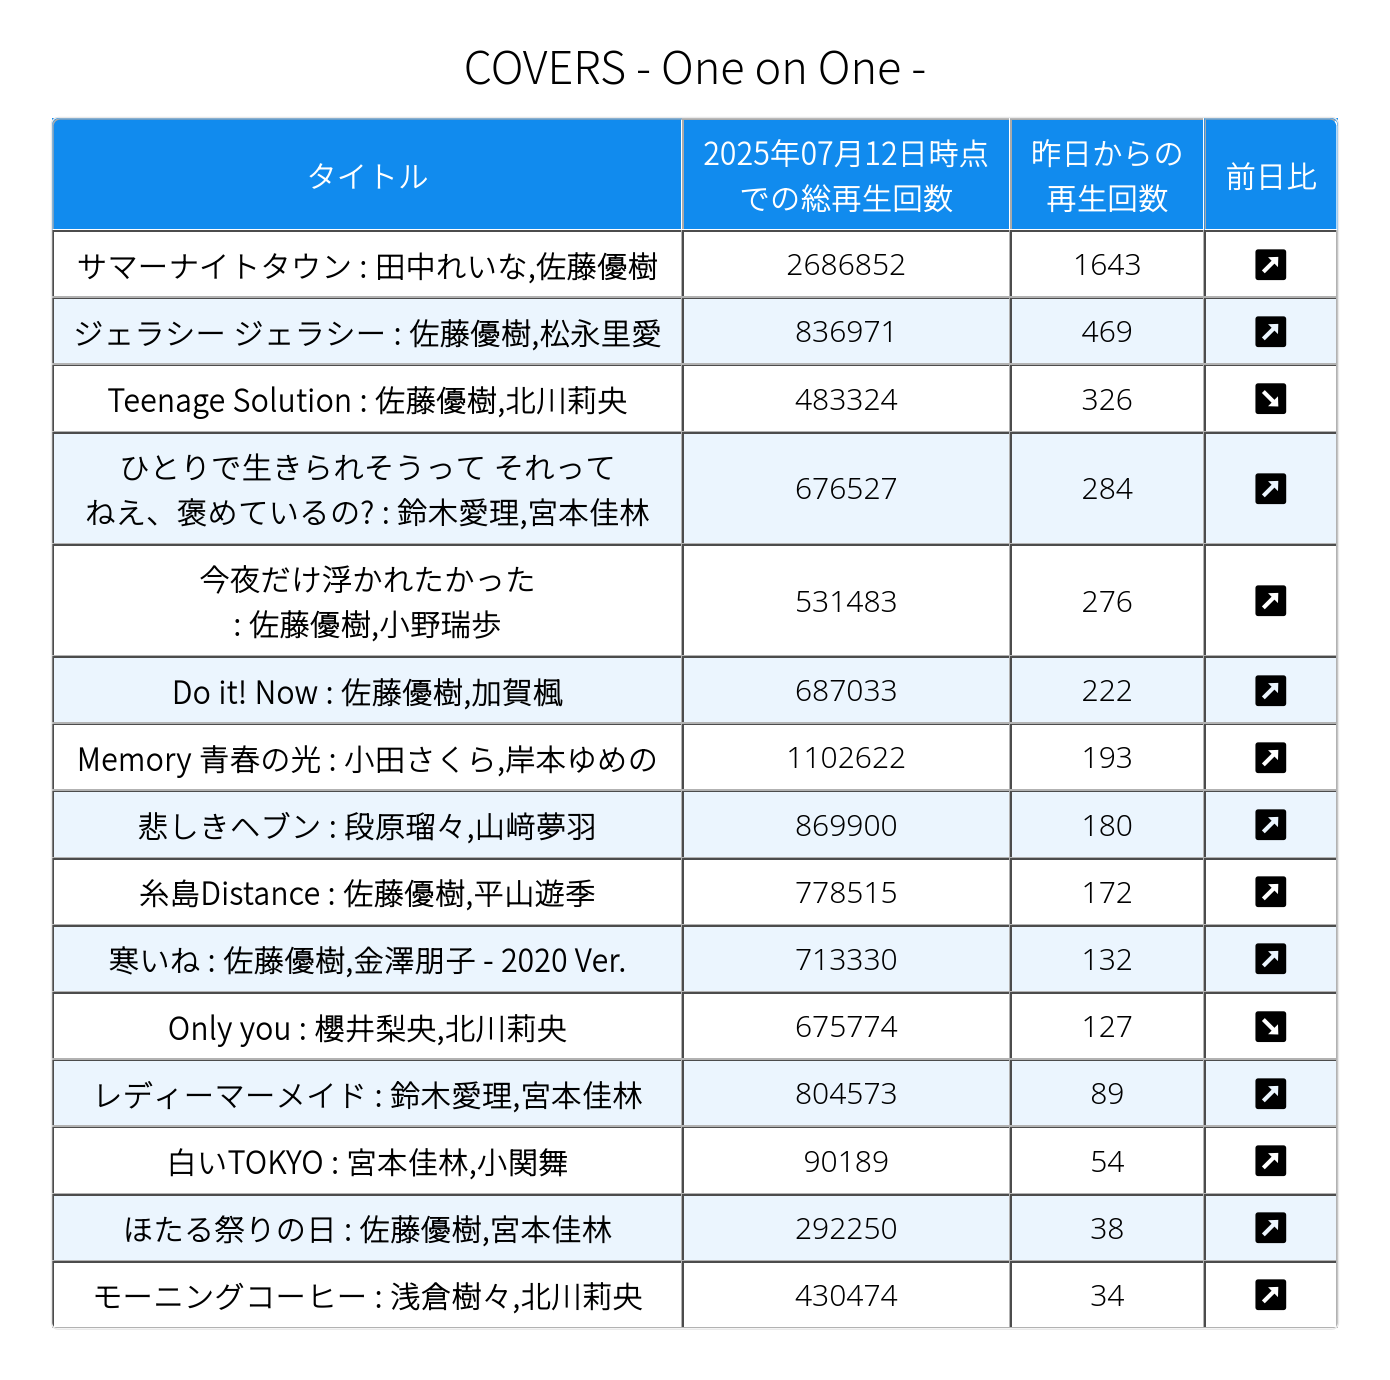 COVERS - One on One -
タイトル
2025年07月12日時点
での総再生回数
昨日からの
再生回数
前日比
サマーナイトタウン : 田中れいな,佐藤優樹 2686852 1643
ジェラシー ジェラシー : 佐藤優樹,松永里愛 836971 469
Teenage Solution : 佐藤優樹,北川莉央 483324 326
ひとりで生きられそうって それって
ねえ、褒めているの? : 鈴木愛理,宮本佳林 676527 284
今夜だけ浮かれたかった
: 佐藤優樹,小野瑞歩 531483 276
Do it! Now : 佐藤優樹,加賀楓 687033 222
Memory 青春の光 : 小田さくら,岸本ゆめの 1102622 193
悲しきヘブン : 段原瑠々,山﨑夢羽 869900 180
糸島Distance : 佐藤優樹,平山遊季 778515 172
寒いね : 佐藤優樹,金澤朋子 - 2020 Ver. 713330 132
Only you : 櫻井梨央,北川莉央 675774 127
レディーマーメイド : 鈴木愛理,宮本佳林 804573 89
白いTOKYO : 宮本佳林,小関舞 90189 54
ほたる祭りの日 : 佐藤優樹,宮本佳林 292250 38
モーニングコーヒー : 浅倉樹々,北川莉央 430474 34